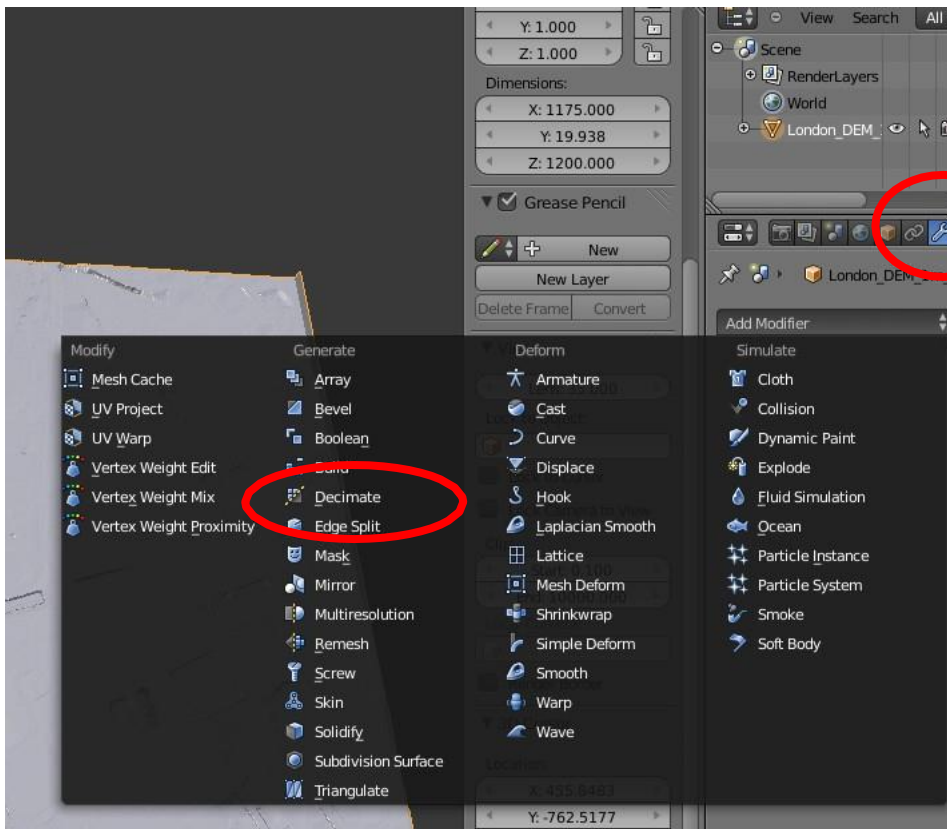 Y: 1.000
Z: 1.000
Dimensions:
X: 1175.000
Y: 19.938
Z: 1200.000
Grease Pencil
New
New Layer
Delete Frame Convert
View Search All
Scene
RenderLayers
World
London_DEM_
Add Modifier
Modify
Mesh Cache
UV Project
UV Warp
Vertex Weight Edit
Vertex Weight Mix
Vertex Weight Proximity
Generate
Array
Bevel
Boolean
Build
Decimate
Edge Split
Mask
Mirror
Multiresolution
Remesh
Screw
Skin
Solidify
Subdivision Surface
Triangulate
Deform
Armature
Cast
Curve
Displace
Hook
Laplacian Smooth
Lattice
Mesh Deform
Shrinkwrap
Simple Deform
Smooth
Warp
Wave
Simulate
Cloth
Collision
Dynamic Paint
Explode
Fluid Simulation
Ocean
Particle Instance
Particle System
Smoke
Soft Body
X: 455.8483
Y: -762.5177